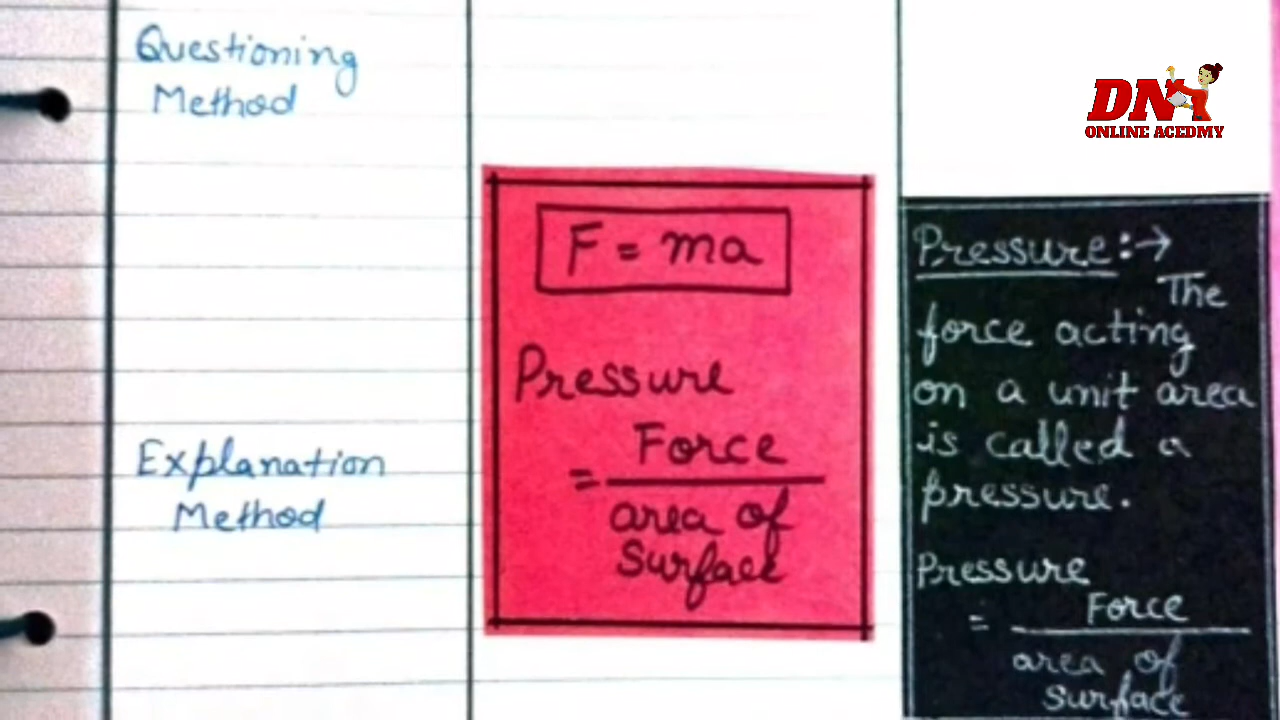 Questioning
Method
Explanation
Method
F = ma
Pressure
= Force
area of
Surface
DN
ONLINE ACEDMY
Pressure:→
The
force acting
on a unit area
is called a
pressure.
Pressure
= Force
area of
surface